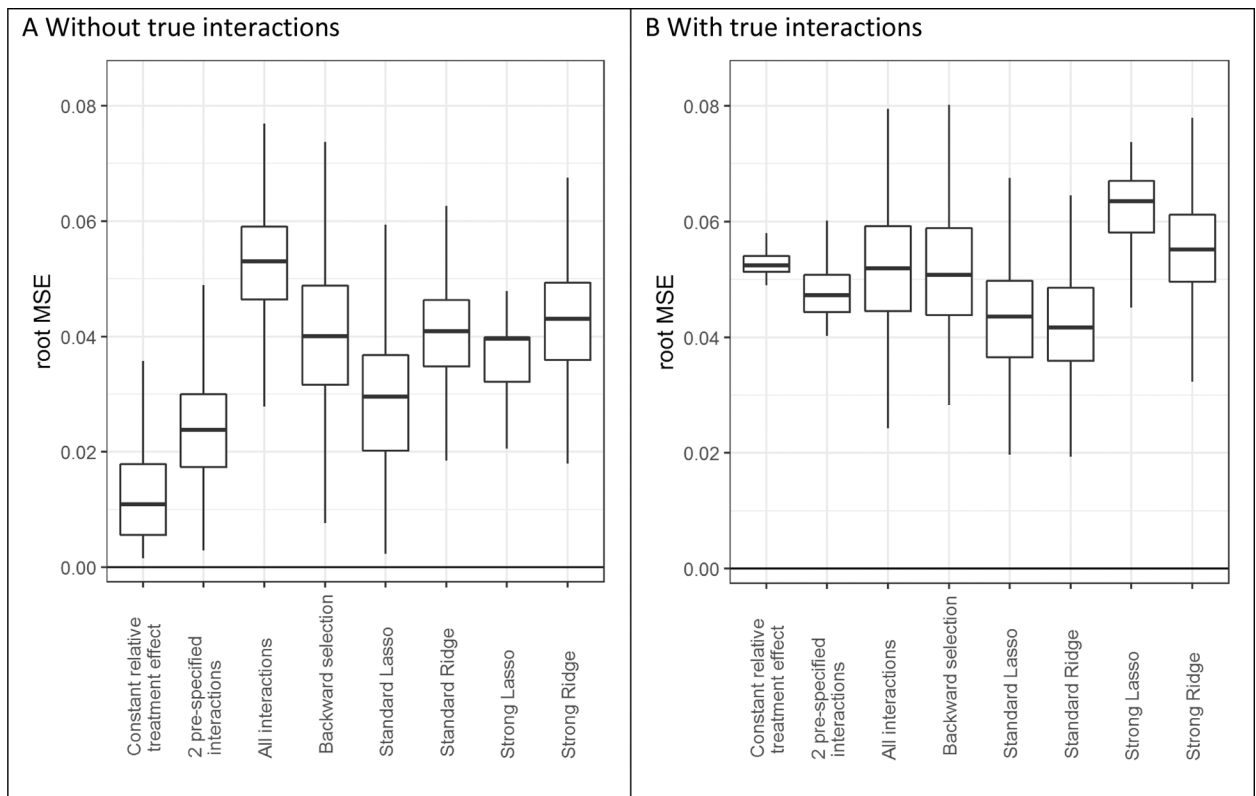 A Without true interactions
root MSE
0.08
0.06
0.04
0.02
0.00
Constant relative
treatment effect
2 pre-specified
interactions
All interactions
Backward selection
Standard Lasso
Standard Ridge
Strong Lasso
Strong Ridge
B With true interactions
root MSE
0.08
0.06
0.04
0.02
0.00
Constant relative
treatment effect
2 pre-specified
interactions
All interactions
Backward selection
Standard Lasso
Standard Ridge
Strong Lasso
Strong Ridge